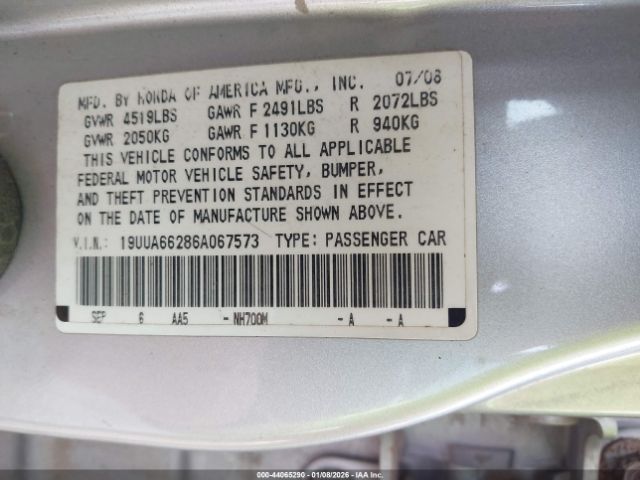 MFD. BY HONDA OF AMERICA MFG., INC. 07/06
GVWR 4519LBS GAWR F 2491LBS R 2072LBS
GVWR 2050KG GAWR F 1130KG R 940KG
THIS VEHICLE CONFORMS TO ALL APPLICABLE
FEDERAL MOTOR VEHICLE SAFETY, BUMPER,
AND THEFT PREVENTION STANDARDS IN EFFECT
ON THE DATE OF MANUFACTURE SHOWN ABOVE.
V.I.N.: 19UUA66286A067573 TYPE: PASSENGER CAR
SEP 6 AA5 - NH700M - A - A
000-44065290 - 01/08/2026 - IAA Inc.